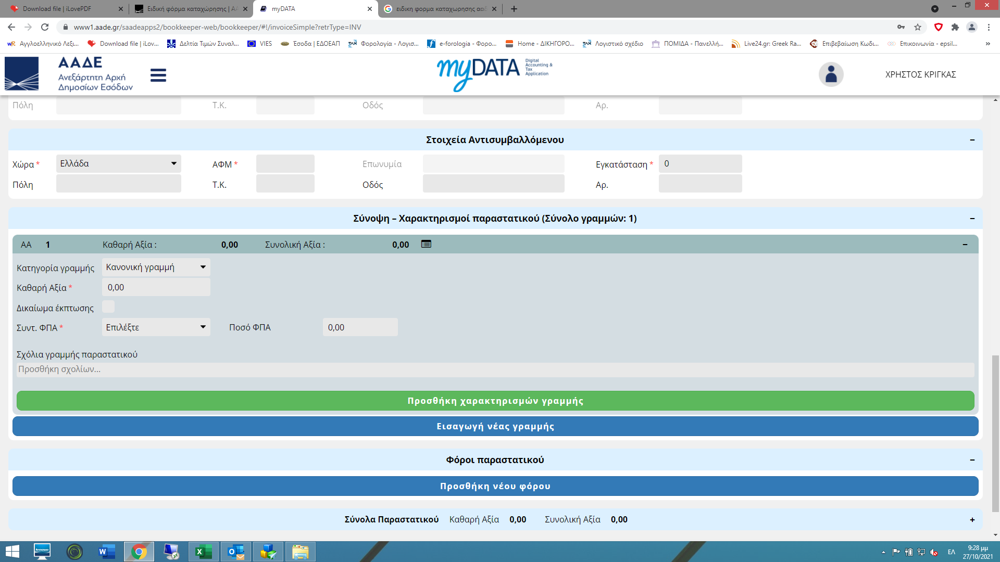 Download file | iLovePDF
Ειδική φόρμα καταχώρησης | ΑΑ
myDATA
ειδικη φορμα καταχωρησης ααδ
www1.aade.gr/saadeapps2/bookkeeper-web/bookkeeper/#!/invoiceSimple?retrType=INV
Αγγλοελληνικό Λεξι...
Download file | iLov...
Δελτία Τιμών Συναλ...
VIES
Έσοδα | ΕΔΟΕΑΠ
Φορολογία - Λογισ...
e-forologia - Φορο...
Home - ΔΙΚΗΓΟΡΟ...
Λογιστικό σχέδιο
ΠΟΜΙΔΑ - Πανελλή...
Live24.gr: Greek Ra...
Επιβεβαίωση Κωδι...
Επικοινωνία - epsil...
ΑΑΔΕ
Ανεξάρτητη Αρχή
Δημοσίων Εσόδων
myDATA
Digital
Accounting &
Tax
Application
ΧΡΗΣΤΟΣ ΚΡΙΓΚΑΣ
Πόλη Τ.Κ. Οδός Αρ.
Στοιχεία Αντισυμβαλλόμενου −
Χώρα * Ελλάδα ΑΦΜ * Επωνυμία Εγκατάσταση * 0
Πόλη Τ.Κ. Οδός Αρ.
Σύνοψη – Χαρακτηρισμοί παραστατικού (Σύνολο γραμμών: 1) −
ΑΑ 1 Καθαρή Αξία : 0,00 Συνολική Αξία : 0,00 −
Κατηγορία γραμμής Κανονική γραμμή
Καθαρή Αξία * 0,00
Δικαίωμα έκπτωσης
Συντ. ΦΠΑ * Επιλέξτε Ποσό ΦΠΑ 0,00
Σχόλια γραμμής παραστατικού
Προσθήκη σχολίων...
Προσθήκη χαρακτηρισμών γραμμής
Εισαγωγή νέας γραμμής
Φόροι παραστατικού −
Προσθήκη νέου φόρου
Σύνολα Παραστατικού Καθαρή Αξία 0,00 Συνολική Αξία 0,00 +
ΕΛ
9:28 μμ
27/10/2021